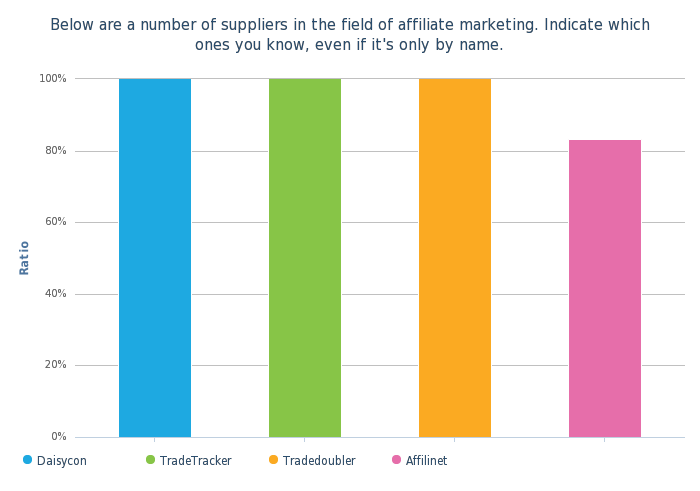 Below are a number of suppliers in the field of affiliate marketing. Indicate which
ones you know, even if it's only by name.
100%
80%
60%
40%
20%
0%
Ratio
Daisycon
TradeTracker
Tradedoubler
Affilinet